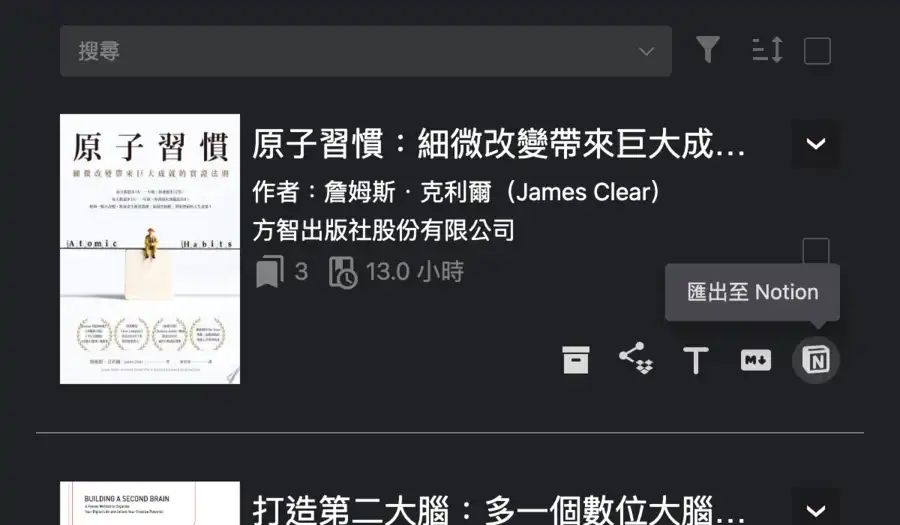 搜尋
原子習慣
細微改變帶來巨大成就的實證法則
Atomic Habits
原子習慣：細微改變帶來巨大成...
作者：詹姆斯．克利爾（James Clear）
方智出版社股份有限公司
3 13.0 小時
匯出至 Notion
T M↓ N
BUILDING A SECOND BRAIN
打造第二大腦：多一個數位大腦...